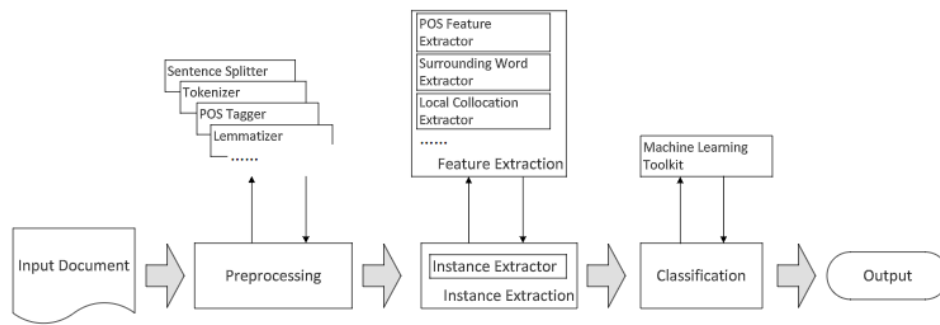 POS Feature
Extractor
Surrounding Word
Extractor
Local Collocation
Extractor
......
Feature Extraction
Sentence Splitter
Tokenizer
POS Tagger
Lemmatizer
......
Machine Learning
Toolkit
Input Document
Preprocessing
Instance Extractor
Instance Extraction
Classification
Output